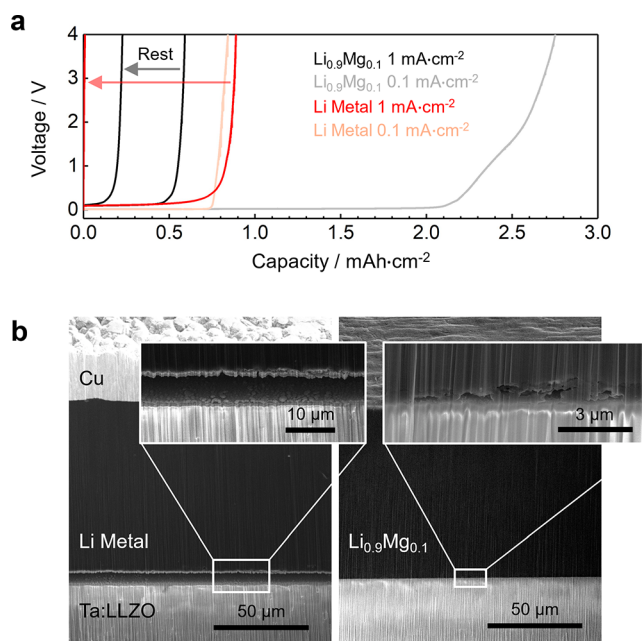 a
4
3
2
1
0
Voltage / V
Rest
Li0.9Mg0.1 1 mA·cm-2
Li0.9Mg0.1 0.1 mA·cm-2
Li Metal 1 mA·cm-2
Li Metal 0.1 mA·cm-2
0.0 0.5 1.0 1.5 2.0 2.5 3.0
Capacity / mAh·cm-2
b
Cu
10 µm
3 µm
Li Metal
Li0.9Mg0.1
Ta:LLZO
50 µm
50 µm